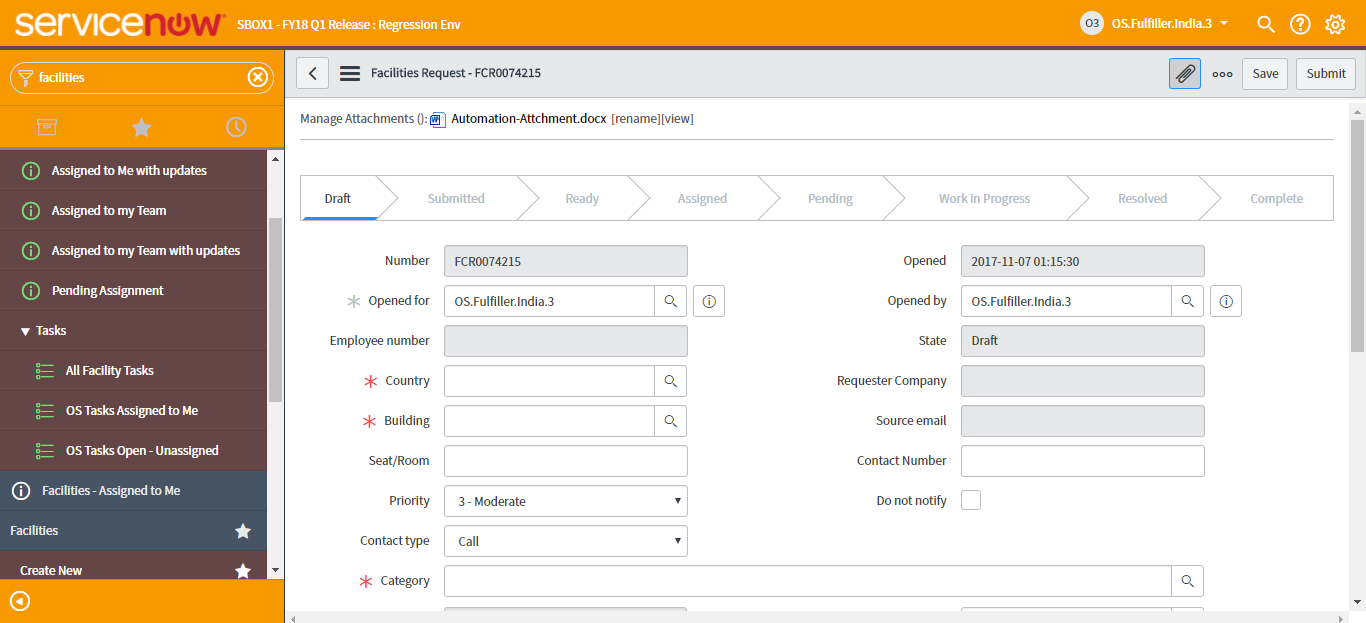 servicenow SBOX1 - FY18 Q1 Release : Regression Env O3 OS.Fulfiller.India.3
facilities
Assigned to Me with updates
Assigned to my Team
Assigned to my Team with updates
Pending Assignment
Tasks
All Facility Tasks
OS Tasks Assigned to Me
OS Tasks Open - Unassigned
Facilities - Assigned to Me
Facilities
Create New
Facilities Request - FCR0074215 Save Submit
Manage Attachments (): Automation-Attchment.docx [rename][view]
Draft Submitted Ready Assigned Pending Work in Progress Resolved Complete
Number FCR0074215
Opened for OS.Fulfiller.India.3
Employee number
Country
Building
Seat/Room
Priority 3 - Moderate
Contact type Call
Category
Opened 2017-11-07 01:15:30
Opened by OS.Fulfiller.India.3
State Draft
Requester Company
Source email
Contact Number
Do not notify